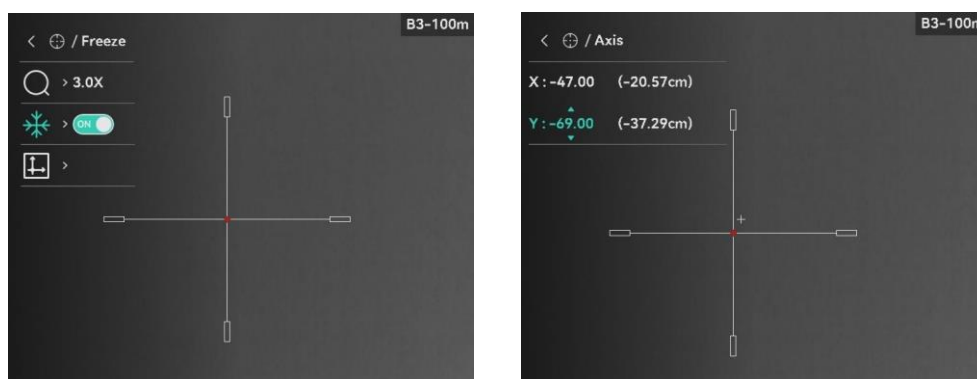 B3-100m
/ Freeze
> 3.0X
> ON
>
B3-100m
/ Axis
X : -47.00 (-20.57cm)
Y : -69.00 (-37.29cm)